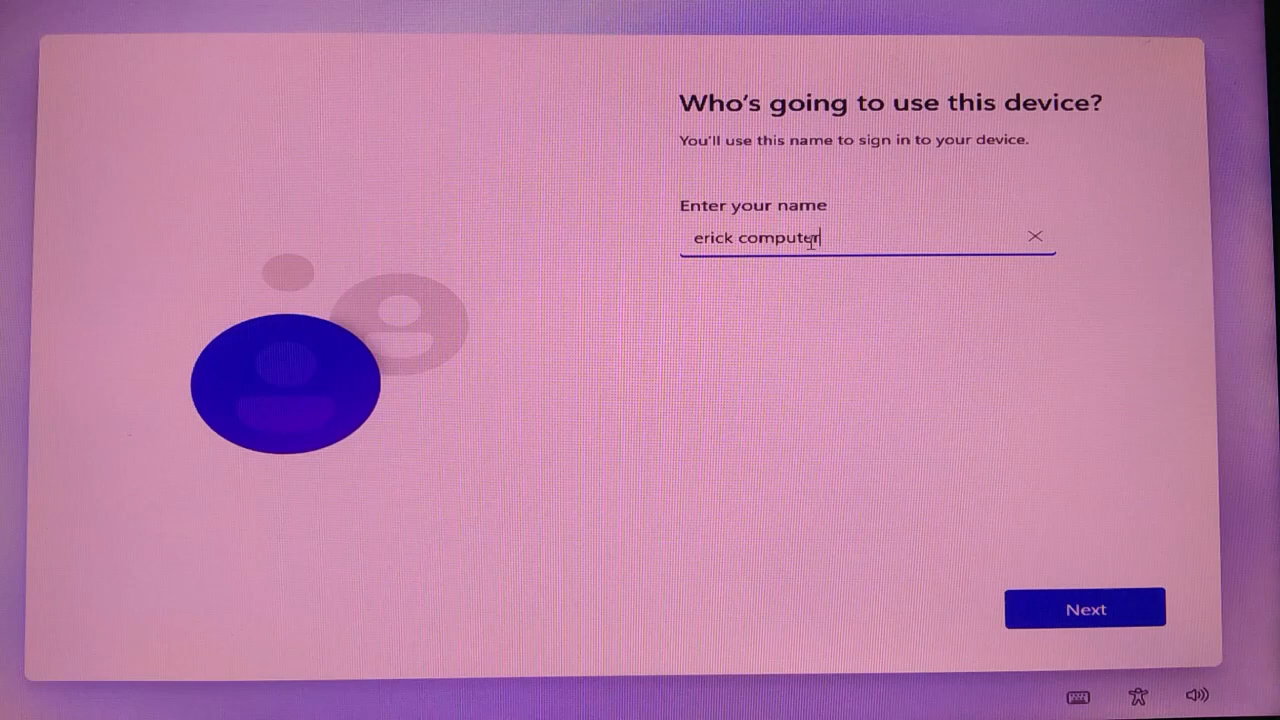 Who's going to use this device?
You'll use this name to sign in to your device.
Enter your name
erick computer
Next